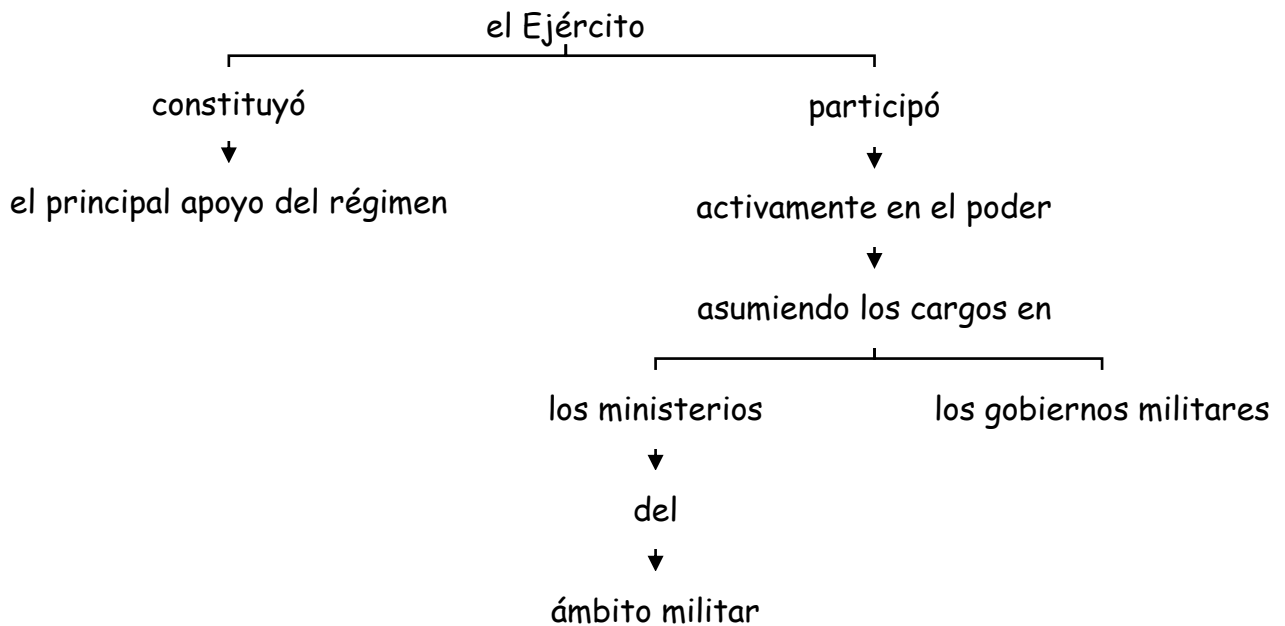 el Ejército
constituyó
participó
el principal apoyo del régimen
activamente en el poder
asumiendo los cargos en
los ministerios
los gobiernos militares
del
ámbito militar